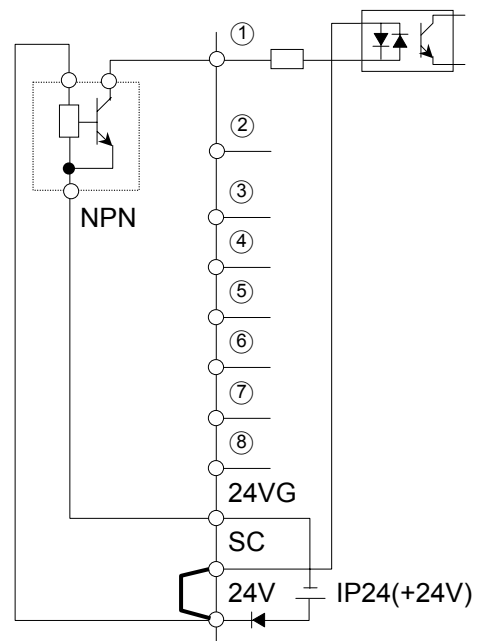 ①
②
NPN
③
④
⑤
⑥
⑦
⑧
24VG
SC
24V
IP24(+24V)